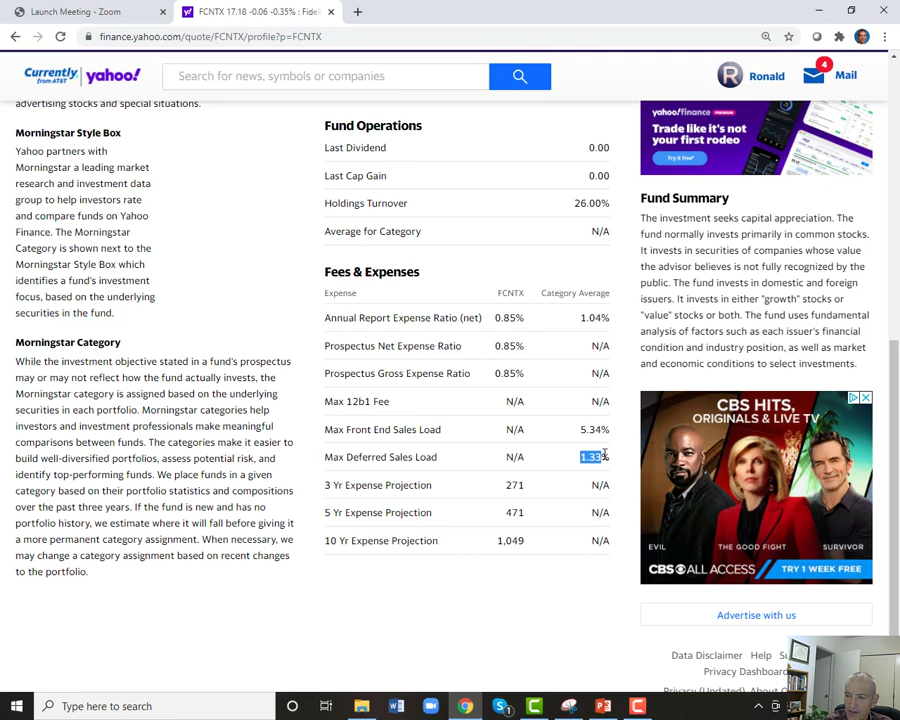 Launch Meeting - Zoom
FCNTX 17.18 -0.06 -0.35% : Fideli
finance.yahoo.com/quote/FCNTX/profile?p=FCNTX
Currently,
from AT&T
yahoo!
Search for news, symbols or companies
R
Ronald
4
Mail
advertising stocks and special situations.
Morningstar Style Box
Yahoo partners with
Morningstar a leading market
research and investment data
group to help investors rate
and compare funds on Yahoo
Finance. The Morningstar
Category is shown next to the
Morningstar Style Box which
identifies a fund's investment
focus, based on the underlying
securities in the fund.
Morningstar Category
While the investment objective stated in a fund's prospectus
may or may not reflect how the fund actually invests, the
Morningstar category is assigned based on the underlying
securities in each portfolio. Morningstar categories help
investors and investment professionals make meaningful
comparisons between funds. The categories make it easier to
build well-diversified portfolios, assess potential risk, and
identify top-performing funds. We place funds in a given
category based on their portfolio statistics and compositions
over the past three years. If the fund is new and has no
portfolio history, we estimate where it will fall before giving it
a more permanent category assignment. When necessary, we
may change a category assignment based on recent changes
to the portfolio.
Fund Operations
Last Dividend 0.00
Last Cap Gain 0.00
Holdings Turnover 26.00%
Average for Category N/A
Fees & Expenses
Expense FCNTX Category Average
Annual Report Expense Ratio (net) 0.85% 1.04%
Prospectus Net Expense Ratio 0.85% N/A
Prospectus Gross Expense Ratio 0.85% N/A
Max 12b1 Fee N/A N/A
Max Front End Sales Load N/A 5.34%
Max Deferred Sales Load N/A 1.33%
3 Yr Expense Projection 271 N/A
5 Yr Expense Projection 471 N/A
10 Yr Expense Projection 1,049 N/A
yahoo!finance PREMIUM
Trade like it's not
your first rodeo
Try it free*
Fund Summary
The investment seeks capital appreciation. The
fund normally invests primarily in common stocks.
It invests in securities of companies whose value
the advisor believes is not fully recognized by the
public. The fund invests in domestic and foreign
issuers. It invests in either "growth" stocks or
"value" stocks or both. The fund uses fundamental
analysis of factors such as each issuer's financial
condition and industry position, as well as market
and economic conditions to select investments.
CBS HITS,
ORIGINALS & LIVE TV
EVIL THE GOOD FIGHT SURVIVOR
CBS ALL ACCESS TRY 1 WEEK FREE
Advertise with us
Data Disclaimer Help
Privacy Dashboard
Privacy (Updated) About
Type here to search